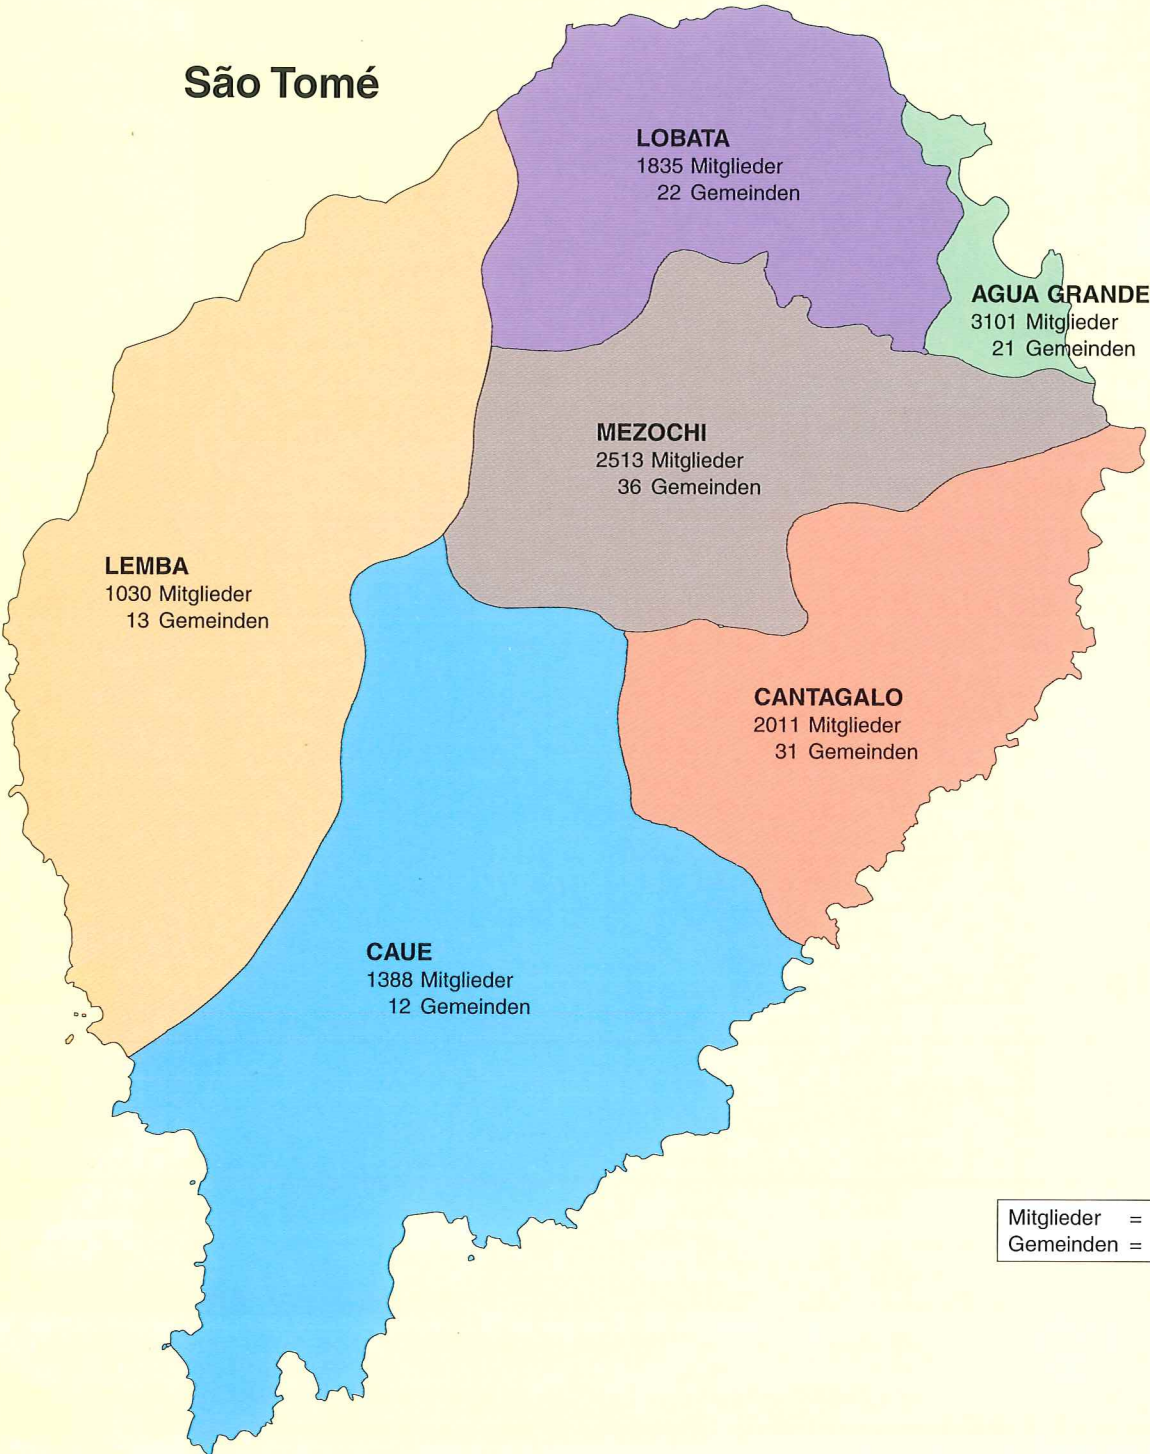 São Tomé
LOBATA
1835 Mitglieder
22 Gemeinden
AGUA GRANDE
3101 Mitglieder
21 Gemeinden
MEZOCHI
2513 Mitglieder
36 Gemeinden
LEMBA
1030 Mitglieder
13 Gemeinden
CANTAGALO
2011 Mitglieder
31 Gemeinden
CAUE
1388 Mitglieder
12 Gemeinden
Mitglieder =
Gemeinden =